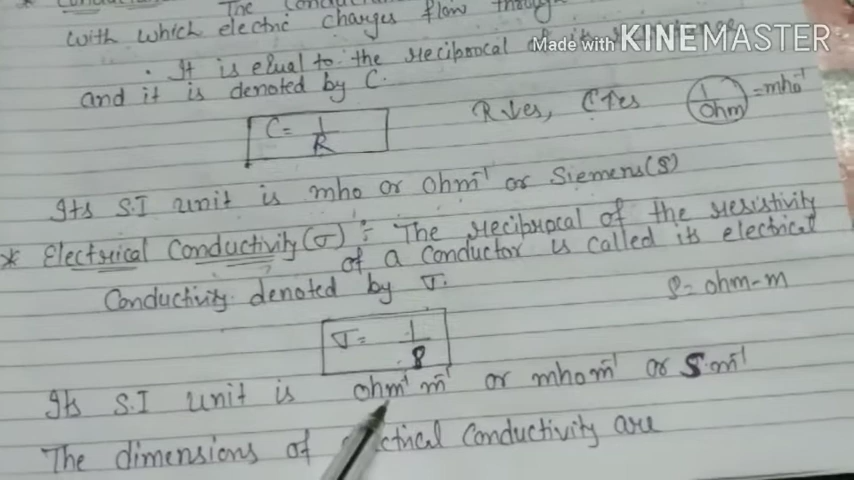 * The
with which electric charges flow through
. It is equal to the reciprocal of its
Made with KINEMASTER
and it is denoted by C.
C = 1/R
R↓es, C↑es
1/Ohm = mho⁻¹
Its S.I unit is mho or Ohm⁻¹ or Siemens(S)
* Electrical Conductivity (σ) : The reciprocal of the resistivity
of a conductor is called its electrical
Conductivity denoted by σ.
ρ = ohm-m
σ = 1/ρ
Its S.I unit is ohm⁻¹ m⁻¹ or mho m⁻¹ or S.m⁻¹
The dimensions of conductivity are